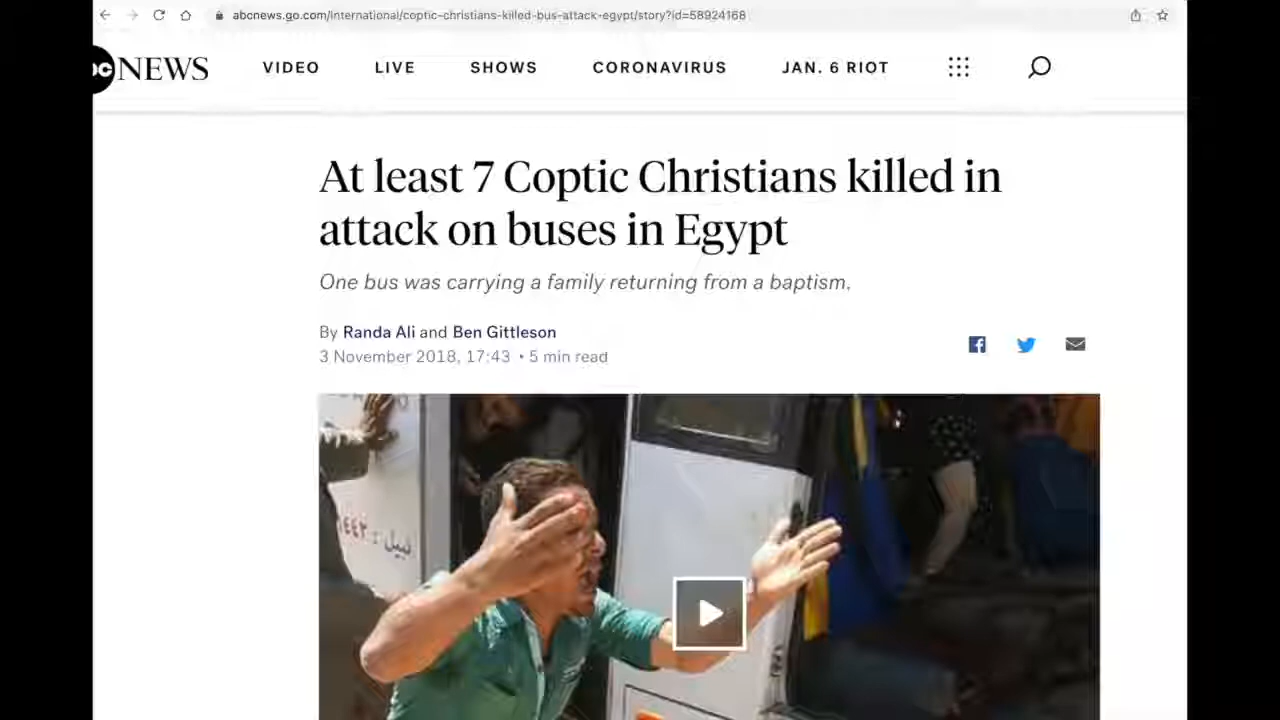 abcnews.go.com/international/coptic-christians-killed-bus-attack-egypt/story?id=58924168
bc NEWS VIDEO LIVE SHOWS CORONAVIRUS JAN. 6 RIOT
At least 7 Coptic Christians killed in
attack on buses in Egypt
One bus was carrying a family returning from a baptism.
By Randa Ali and Ben Gittleson
3 November 2018, 17:43 • 5 min read
نبيل :